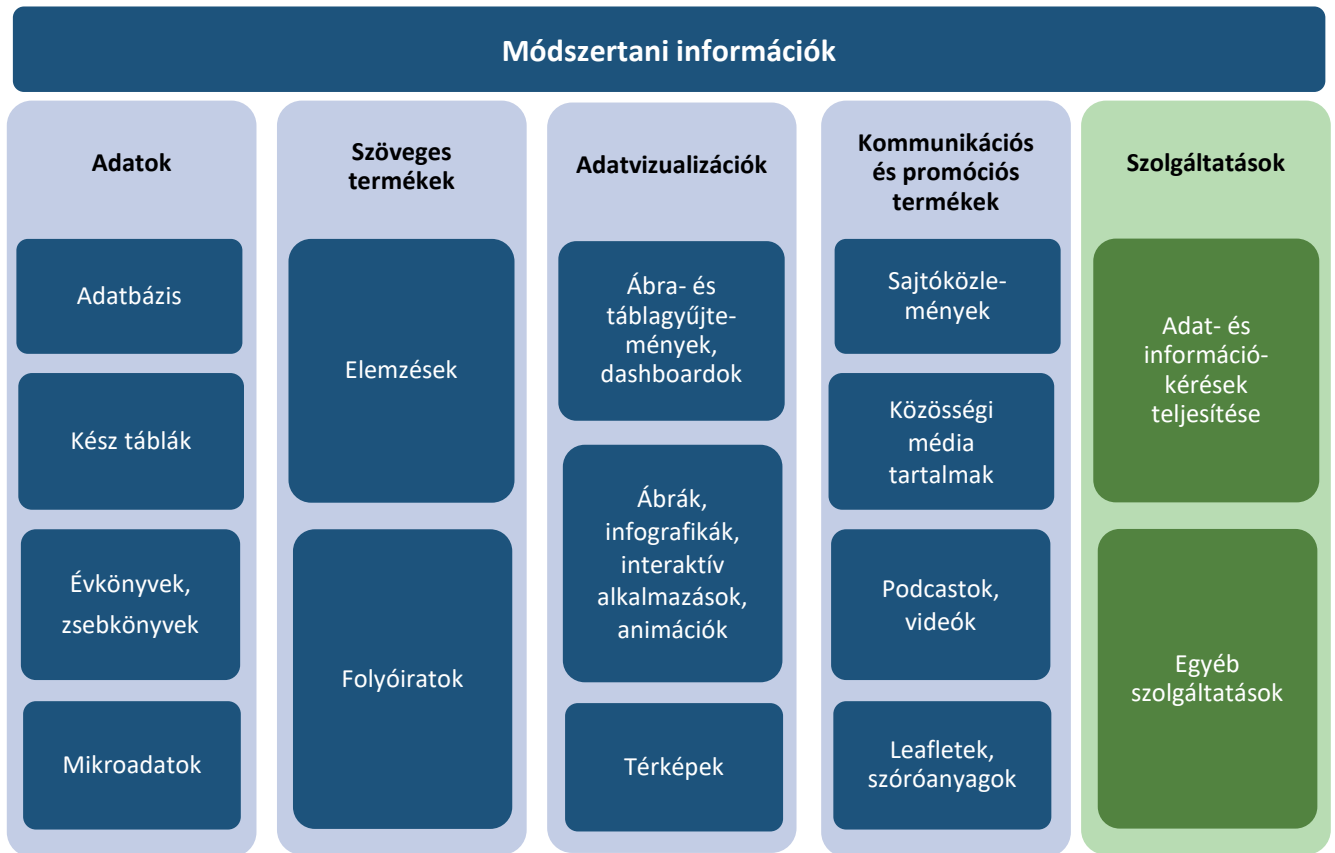 Módszertani információk
Adatok
Adatbázis
Kész táblák
Évkönyvek,
zsebkönyvek
Mikroadatok
Szöveges
termékek
Elemzések
Folyóiratok
Adatvizualizációk
Ábra- és
táblagyűjte-
mények,
dashboardok
Ábrák,
infografikák,
interaktív
alkalmazások,
animációk
Térképek
Kommunikációs
és promóciós
termékek
Sajtóközle-
mények
Közösségi
média
tartalmak
Podcastok,
videók
Leafletek,
szóróanyagok
Szolgáltatások
Adat- és
információ-
kérések
teljesítése
Egyéb
szolgáltatások